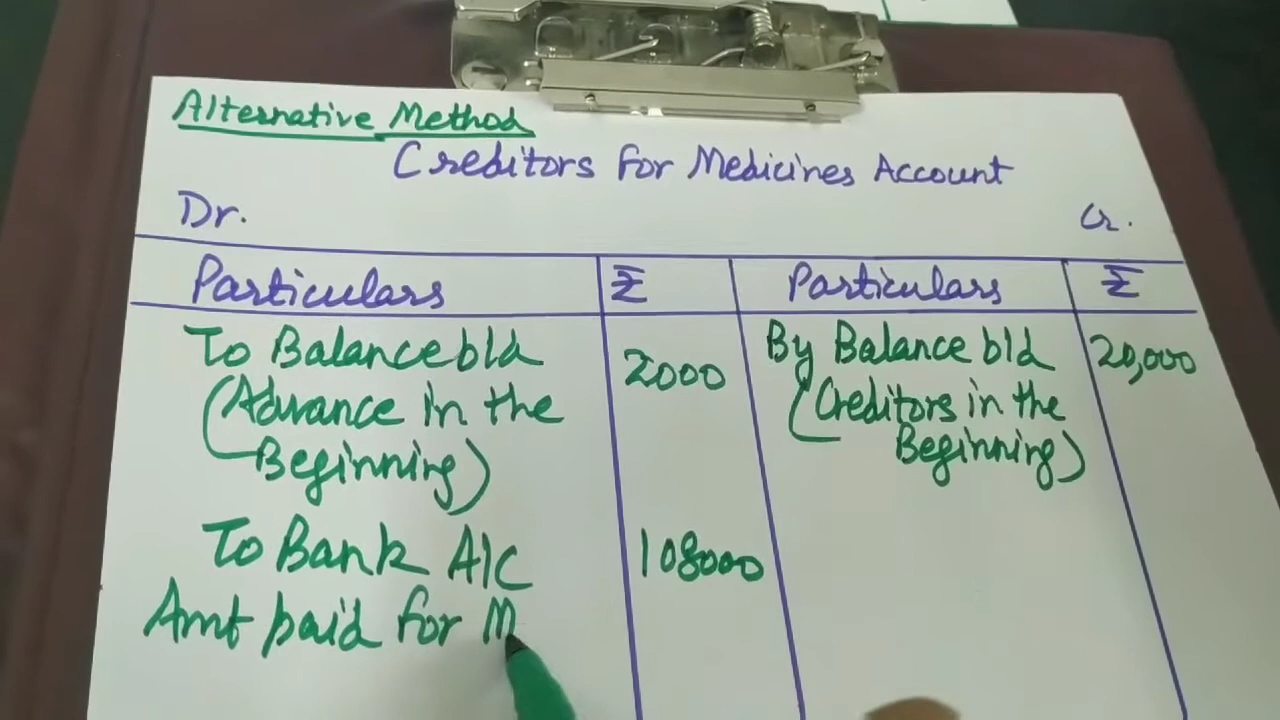 Alternative Method
Creditors For Medicines Account
Dr. Cr.
Particulars ₹ Particulars ₹
To Balance b/d 2000 By Balance b/d 20,000
(Advance in the (Creditors in the
Beginning) Beginning)
To Bank A/C 108000
Amt paid for M